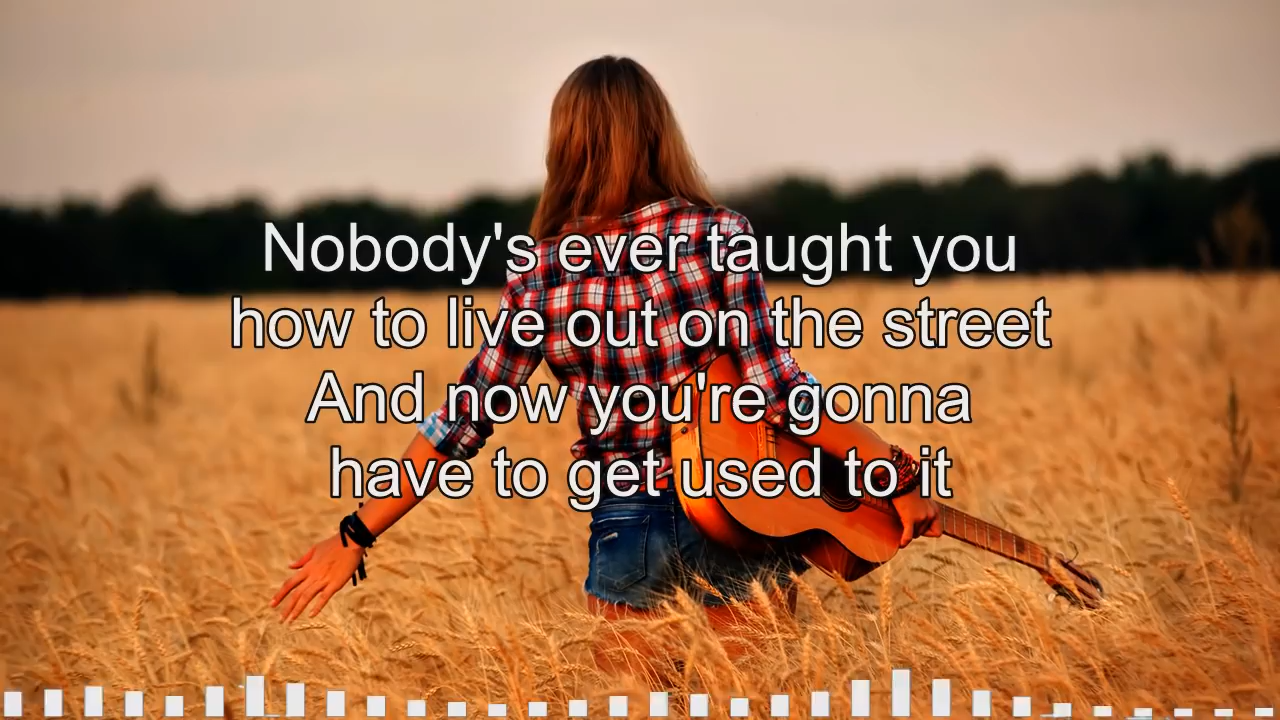 Nobody's ever taught you
how to live out on the street
And now you're gonna
have to get used to it